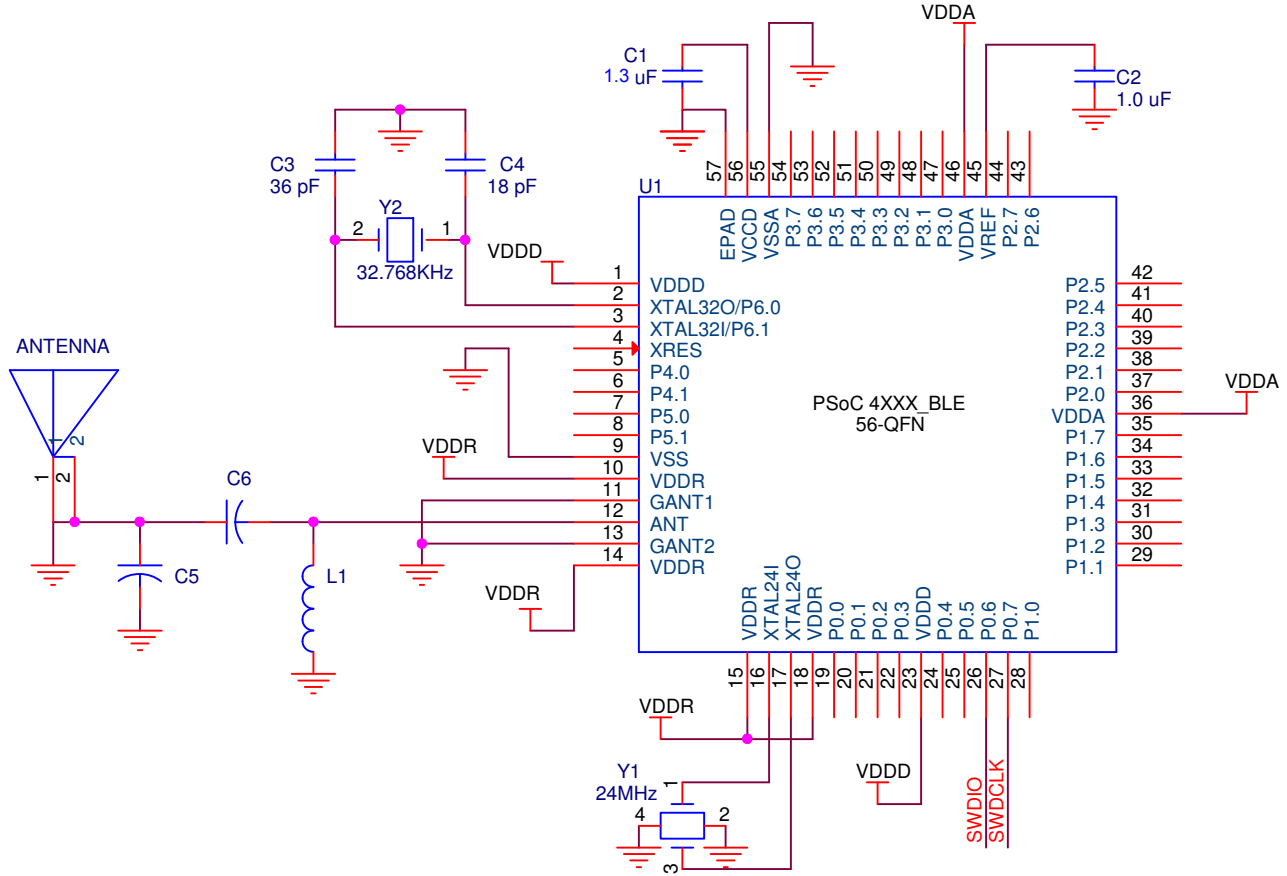 VDDA
C1
1.3 uF
C2
1.0 uF
C3
36 pF
C4
18 pF
Y2
2
1
32.768KHz
57
56
55
54
53
52
51
50
49
48
47
46
45
44
43
U1
EPAD
VCCD
VSSA
P3.7
P3.6
P3.5
P3.4
P3.3
P3.2
P3.1
P3.0
VDDA
VREF
P2.7
P2.6
VDDD
1 VDDD
2 XTAL32O/P6.0
3 XTAL32I/P6.1
4 XRES
5 P4.0
6 P4.1
7 P5.0
8 P5.1
9 VSS
10 VDDR
11 GANT1
12 ANT
13 GANT2
14 VDDR
P2.5 42
P2.4 41
P2.3 40
P2.2 39
P2.1 38
P2.0 37
VDDA 36
P1.7 35
P1.6 34
P1.5 33
P1.4 32
P1.3 31
P1.2 30
P1.1 29
VDDA
PSoC 4XXX_BLE
56-QFN
ANTENNA
1
2
1
2
VDDR
C6
C5
L1
VDDR
VDDR
XTAL24I
XTAL24O
VDDR
P0.0
P0.1
P0.2
P0.3
VDDD
P0.4
P0.5
P0.6
P0.7
P1.0
15
16
17
18
19
20
21
22
23
24
25
26
27
28
VDDR
Y1
24MHz
1
4
2
3
VDDD
SWDIO
SWDCLK